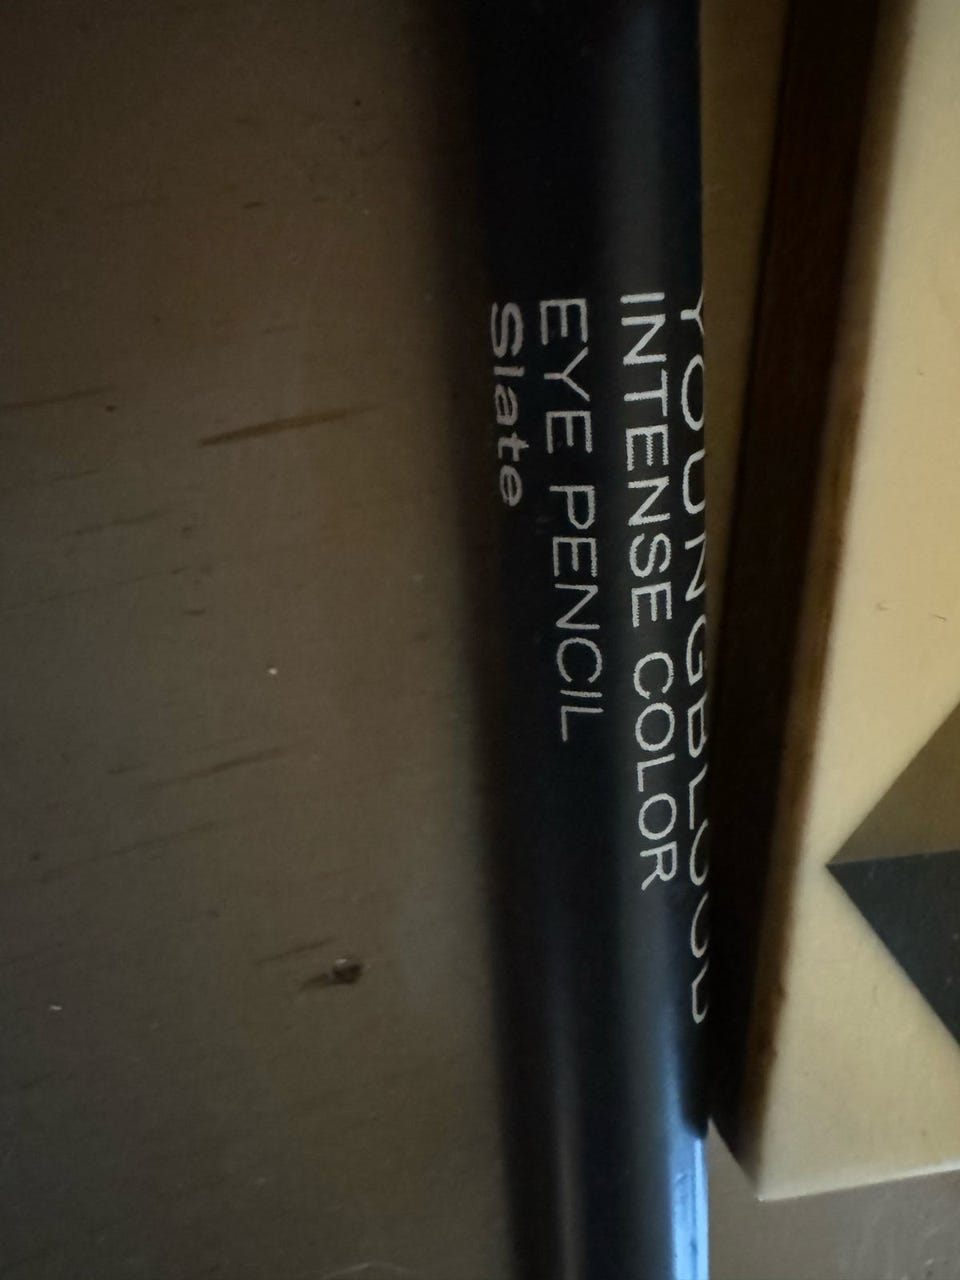 YOUNGBLOOD
INTENSE COLOR
EYE PENCIL
Slate